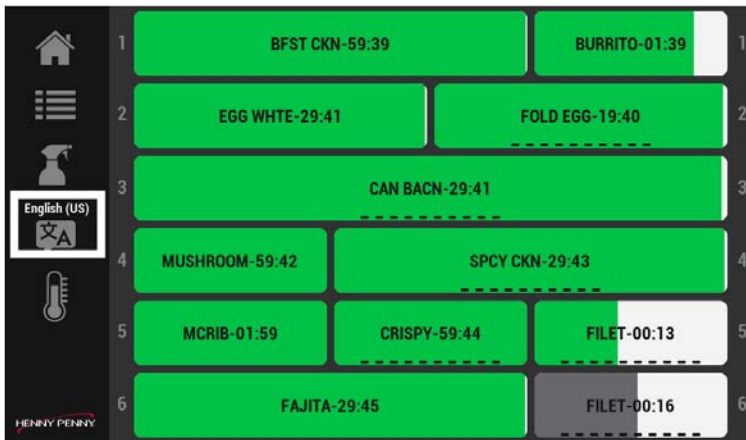 1 BFST CKN-59:39 BURRITO-01:39 1
2 EGG WHTE-29:41 FOLD EGG-19:40 2
3 CAN BACN-29:41 3
English (US)
文A
4 MUSHROOM-59:42 SPCY CKN-29:43 4
5 MCRIB-01:59 CRISPY-59:44 FILET-00:13 5
6 FAJITA-29:45 FILET-00:16 6
HENNY PENNY